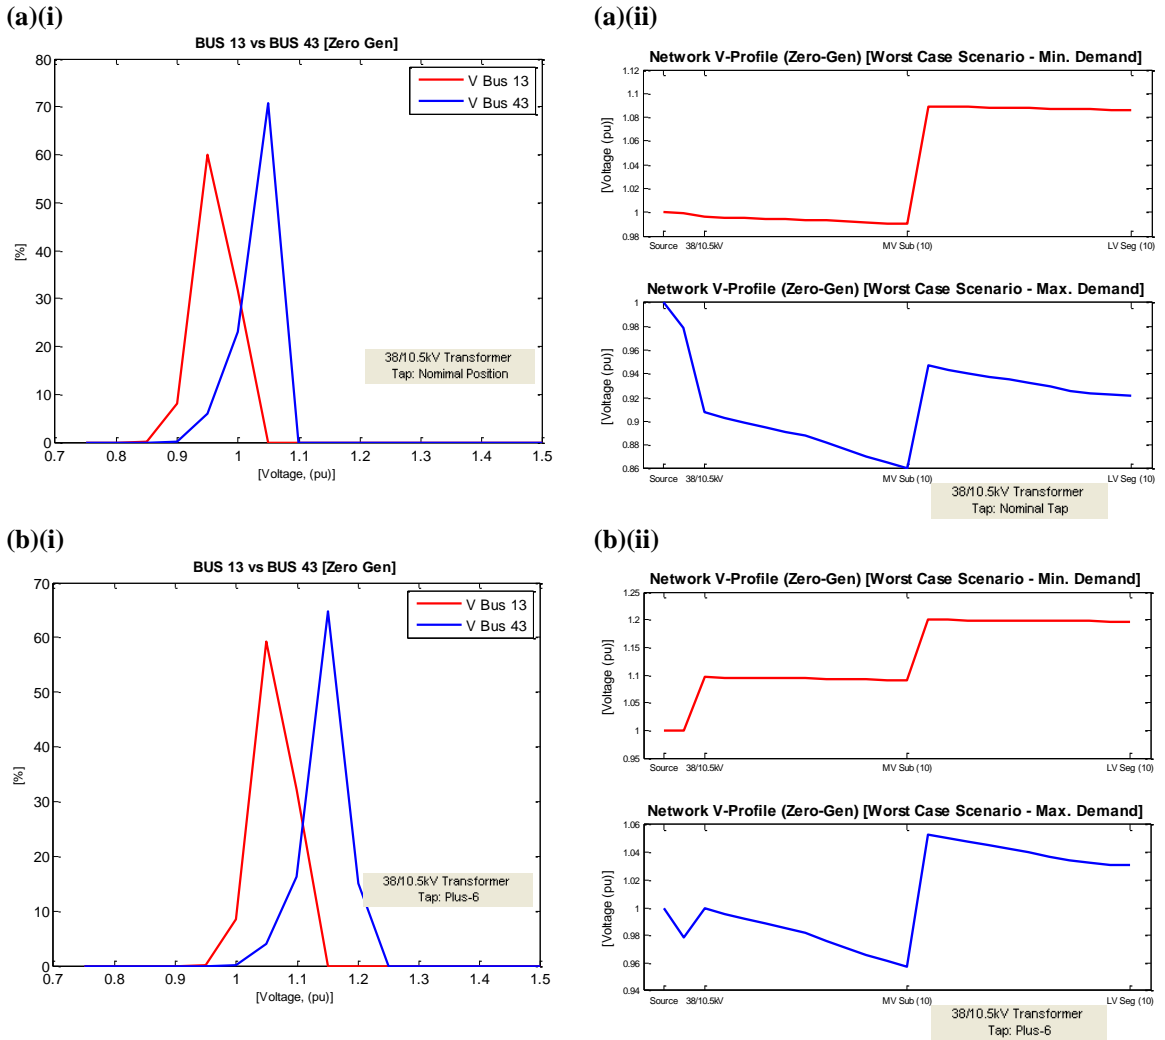 (a)(i)
BUS 13 vs BUS 43 [Zero Gen]
80
70
60
50
40
30
20
10
0
[%]
V Bus 13
V Bus 43
38/10.5kV Transformer
Tap: Nomimal Position
0.7
0.8
0.9
1
1.1
1.2
1.3
1.4
1.5
[Voltage, (pu)]
(a)(ii)
Network V-Profile (Zero-Gen) [Worst Case Scenario - Min. Demand]
1.12
1.1
1.08
1.06
1.04
1.02
1
0.98
[Voltage (pu)]
Source
38/10.5kV
MV Sub (10)
LV Seg (10)
Network V-Profile (Zero-Gen) [Worst Case Scenario - Max. Demand]
1
0.98
0.96
0.94
0.92
0.9
0.88
0.86
[Voltage (pu)]
Source
38/10.5kV
MV Sub (10)
LV Seg (10)
38/10.5kV Transformer
Tap: Nominal Tap
(b)(i)
BUS 13 vs BUS 43 [Zero Gen]
70
60
50
40
30
20
10
0
[%]
V Bus 13
V Bus 43
38/10.5kV Transformer
Tap: Plus-6
0.7
0.8
0.9
1
1.1
1.2
1.3
1.4
1.5
[Voltage, (pu)]
(b)(ii)
Network V-Profile (Zero-Gen) [Worst Case Scenario - Min. Demand]
1.25
1.2
1.15
1.1
1.05
1
0.95
[Voltage (pu)]
Source
38/10.5kV
MV Sub (10)
LV Seg (10)
Network V-Profile (Zero-Gen) [Worst Case Scenario - Max. Demand]
1.06
1.04
1.02
1
0.98
0.96
0.94
[Voltage (pu)]
Source
38/10.5kV
MV Sub (10)
LV Seg (10)
38/10.5kV Transformer
Tap: Plus-6